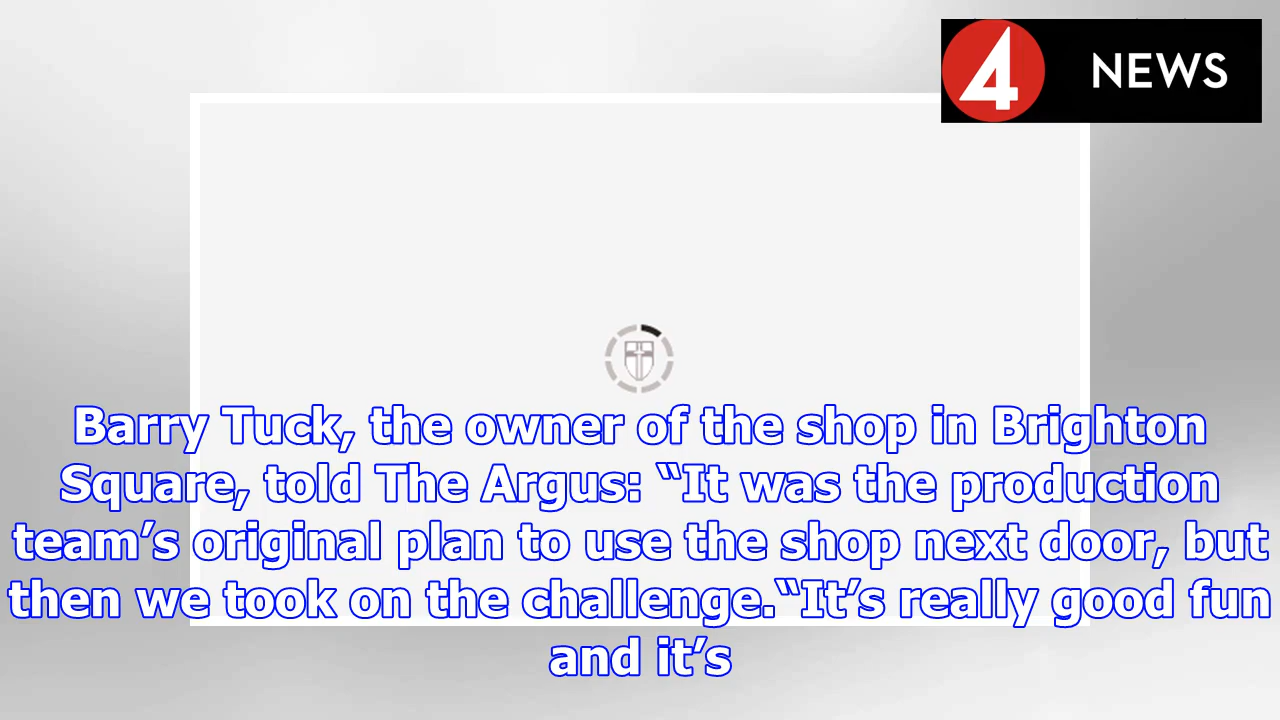 4 NEWS
Barry Tuck, the owner of the shop in Brighton
Square, told The Argus: “It was the production
team’s original plan to use the shop next door, but
then we took on the challenge.“It’s really good fun
and it’s